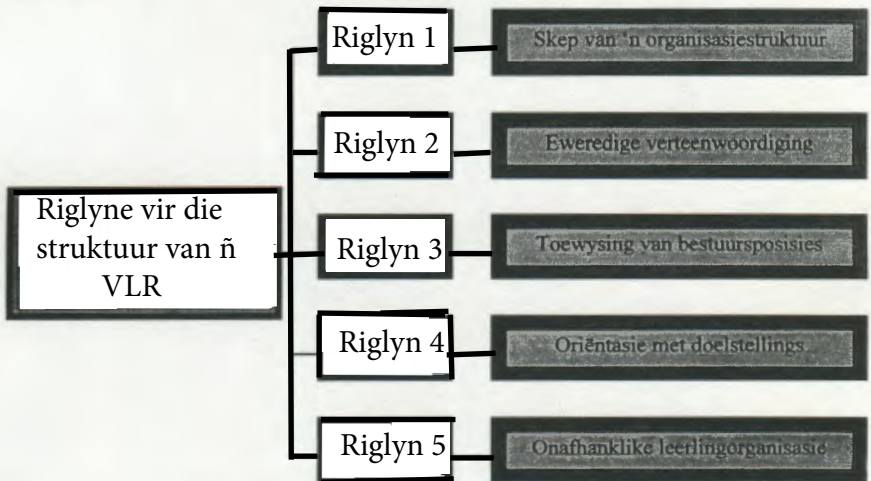 Riglyne vir die
struktuur van ñ
VLR
Riglyn 1
Skep van 'n organisasiestruktuur
Riglyn 2
Eweredige verteenwoordiging
Riglyn 3
Toewysing van bestuursposisies
Riglyn 4
Oriëntasie met doelstellings
Riglyn 5
Onafhanklike leerlingorganisasie